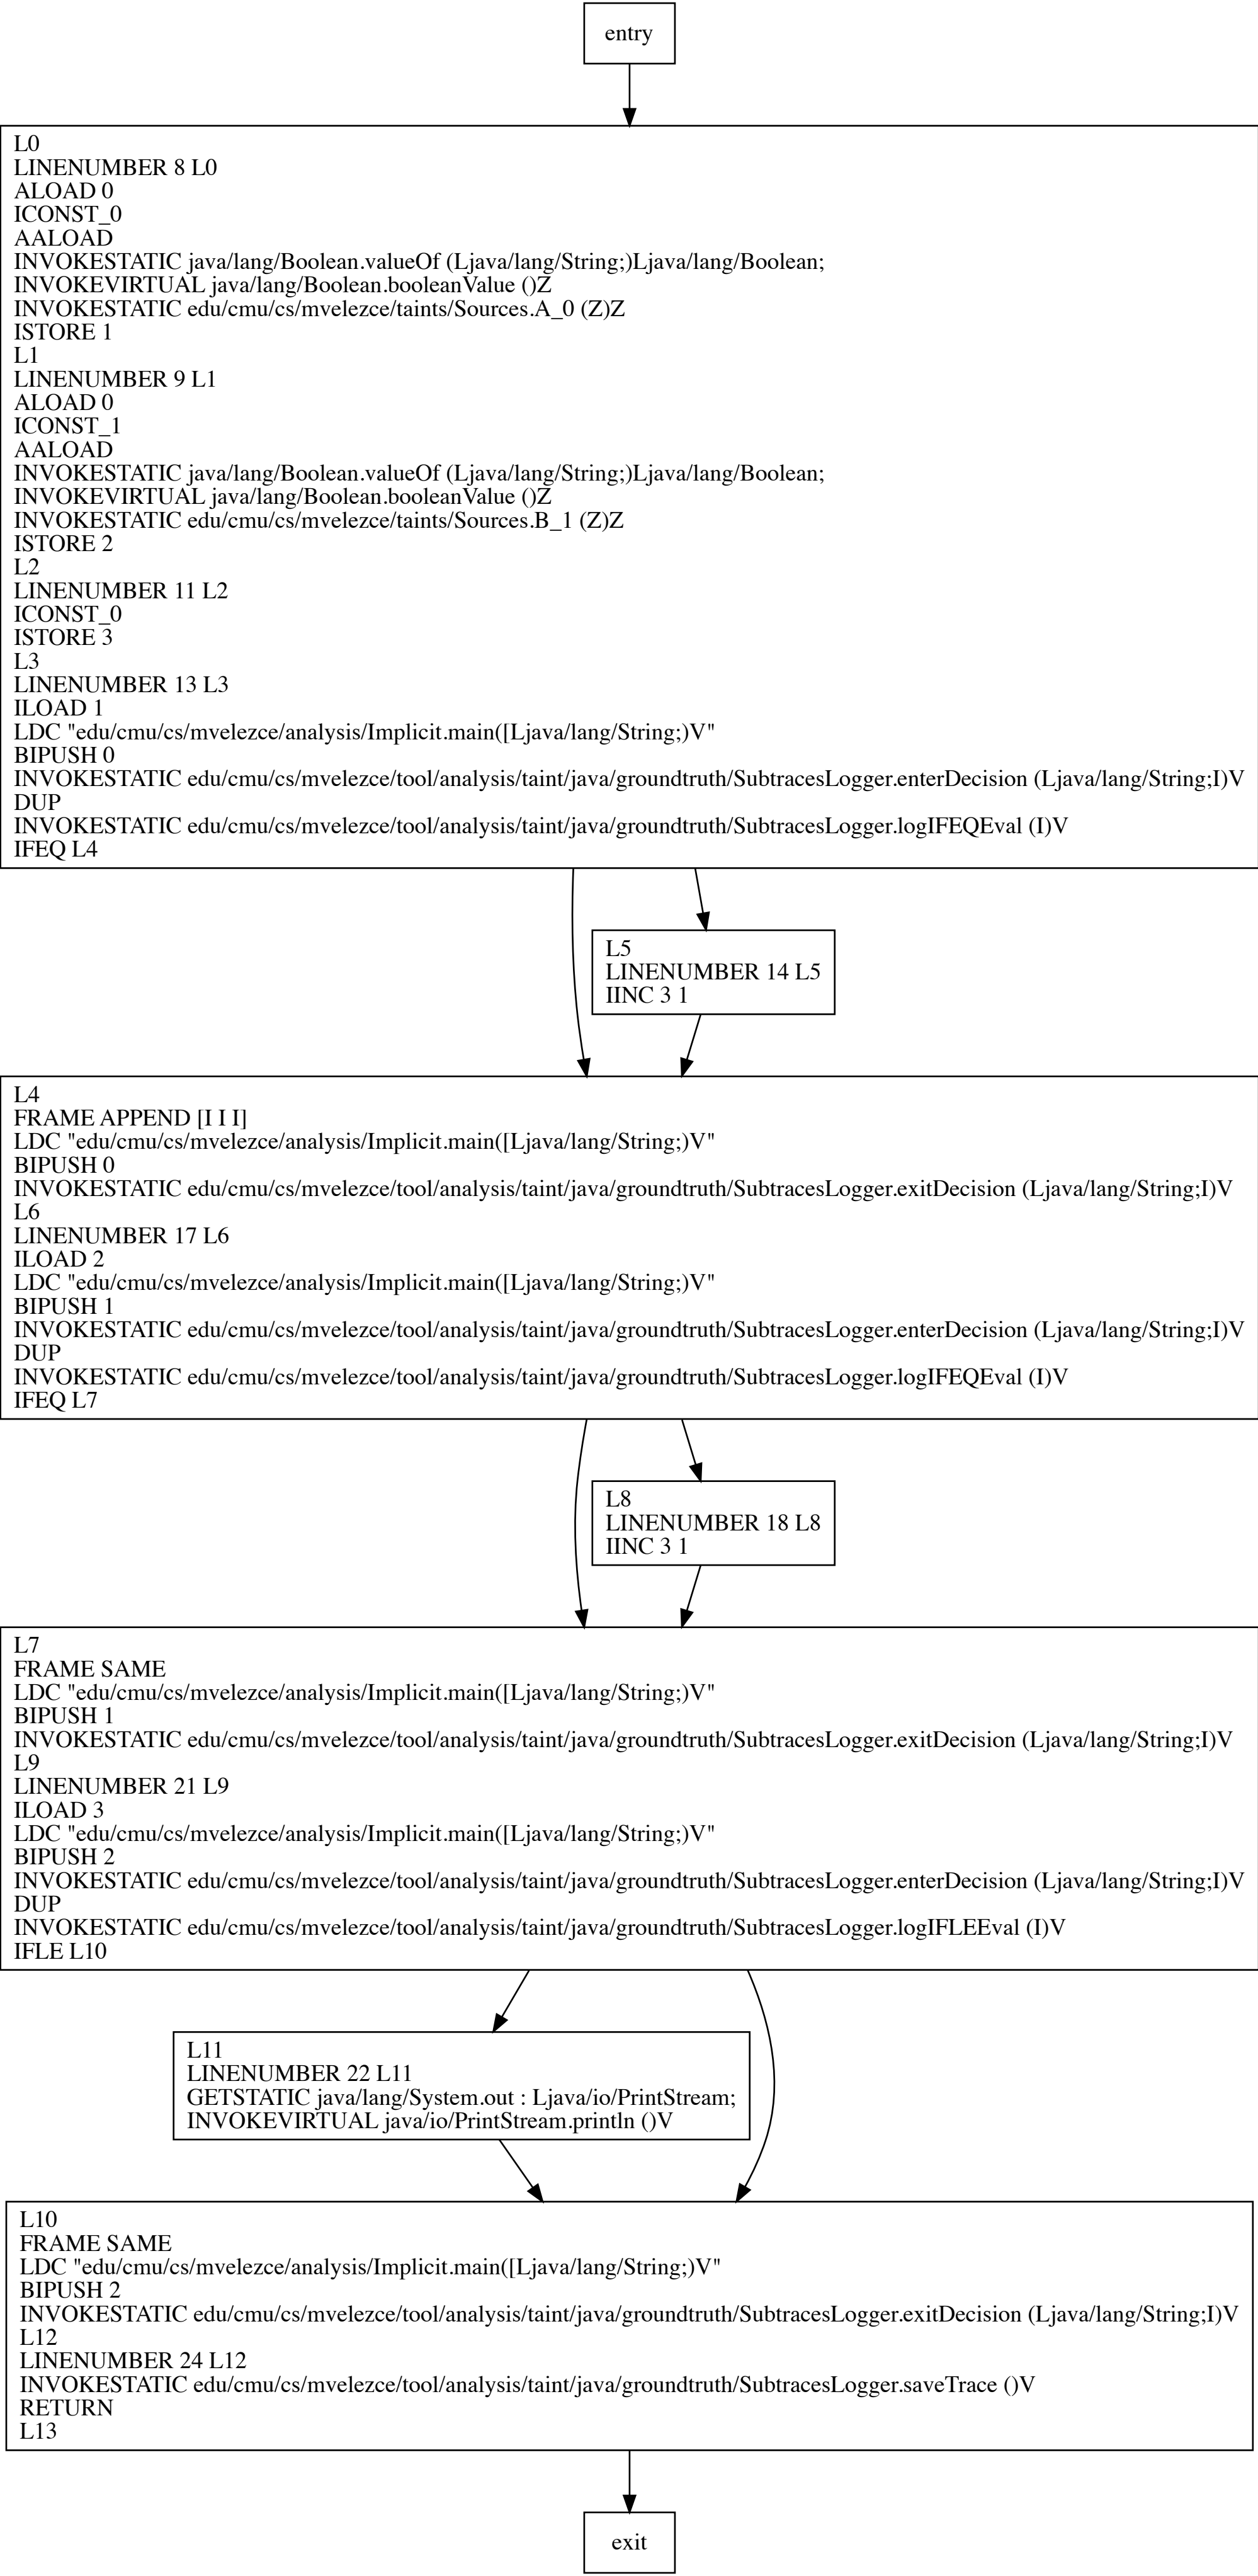 entry
L0
LINENUMBER 8 L0
ALOAD 0
ICONST_0
AALOAD
INVOKESTATIC java/lang/Boolean.valueOf (Ljava/lang/String;)Ljava/lang/Boolean;
INVOKEVIRTUAL java/lang/Boolean.booleanValue ()Z
INVOKESTATIC edu/cmu/cs/mvelezce/taints/Sources.A_0 (Z)Z
ISTORE 1
L1
LINENUMBER 9 L1
ALOAD 0
ICONST_1
AALOAD
INVOKESTATIC java/lang/Boolean.valueOf (Ljava/lang/String;)Ljava/lang/Boolean;
INVOKEVIRTUAL java/lang/Boolean.booleanValue ()Z
INVOKESTATIC edu/cmu/cs/mvelezce/taints/Sources.B_1 (Z)Z
ISTORE 2
L2
LINENUMBER 11 L2
ICONST_0
ISTORE 3
L3
LINENUMBER 13 L3
ILOAD 1
LDC "edu/cmu/cs/mvelezce/analysis/Implicit.main([Ljava/lang/String;)V"
BIPUSH 0
INVOKESTATIC edu/cmu/cs/mvelezce/tool/analysis/taint/java/groundtruth/SubtracesLogger.enterDecision (Ljava/lang/String;I)V
DUP
INVOKESTATIC edu/cmu/cs/mvelezce/tool/analysis/taint/java/groundtruth/SubtracesLogger.logIFEQEval (I)V
IFEQ L4
L5
LINENUMBER 14 L5
IINC 3 1
L4
FRAME APPEND [I I I]
LDC "edu/cmu/cs/mvelezce/analysis/Implicit.main([Ljava/lang/String;)V"
BIPUSH 0
INVOKESTATIC edu/cmu/cs/mvelezce/tool/analysis/taint/java/groundtruth/SubtracesLogger.exitDecision (Ljava/lang/String;I)V
L6
LINENUMBER 17 L6
ILOAD 2
LDC "edu/cmu/cs/mvelezce/analysis/Implicit.main([Ljava/lang/String;)V"
BIPUSH 1
INVOKESTATIC edu/cmu/cs/mvelezce/tool/analysis/taint/java/groundtruth/SubtracesLogger.enterDecision (Ljava/lang/String;I)V
DUP
INVOKESTATIC edu/cmu/cs/mvelezce/tool/analysis/taint/java/groundtruth/SubtracesLogger.logIFEQEval (I)V
IFEQ L7
L8
LINENUMBER 18 L8
IINC 3 1
L7
FRAME SAME
LDC "edu/cmu/cs/mvelezce/analysis/Implicit.main([Ljava/lang/String;)V"
BIPUSH 1
INVOKESTATIC edu/cmu/cs/mvelezce/tool/analysis/taint/java/groundtruth/SubtracesLogger.exitDecision (Ljava/lang/String;I)V
L9
LINENUMBER 21 L9
ILOAD 3
LDC "edu/cmu/cs/mvelezce/analysis/Implicit.main([Ljava/lang/String;)V"
BIPUSH 2
INVOKESTATIC edu/cmu/cs/mvelezce/tool/analysis/taint/java/groundtruth/SubtracesLogger.enterDecision (Ljava/lang/String;I)V
DUP
INVOKESTATIC edu/cmu/cs/mvelezce/tool/analysis/taint/java/groundtruth/SubtracesLogger.logIFLEEval (I)V
IFLE L10
L11
LINENUMBER 22 L11
GETSTATIC java/lang/System.out : Ljava/io/PrintStream;
INVOKEVIRTUAL java/io/PrintStream.println ()V
L10
FRAME SAME
LDC "edu/cmu/cs/mvelezce/analysis/Implicit.main([Ljava/lang/String;)V"
BIPUSH 2
INVOKESTATIC edu/cmu/cs/mvelezce/tool/analysis/taint/java/groundtruth/SubtracesLogger.exitDecision (Ljava/lang/String;I)V
L12
LINENUMBER 24 L12
INVOKESTATIC edu/cmu/cs/mvelezce/tool/analysis/taint/java/groundtruth/SubtracesLogger.saveTrace ()V
RETURN
L13
exit